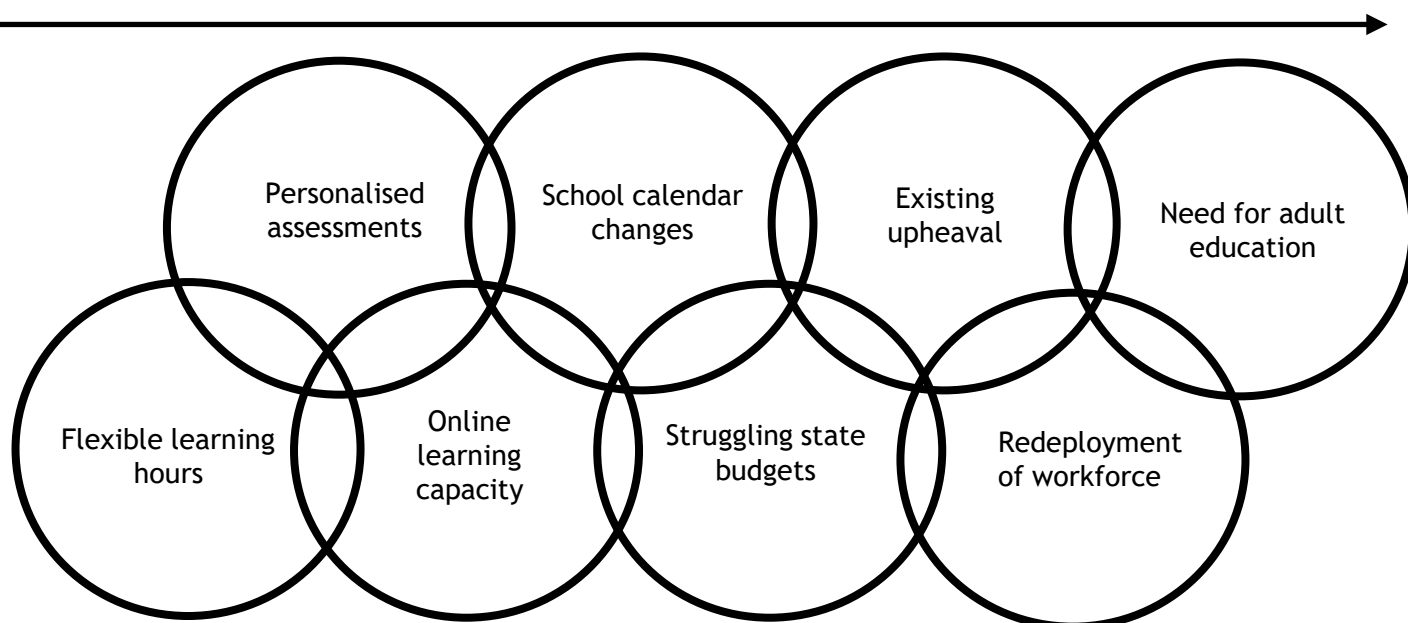 Personalised
assessments
School calendar
changes
Existing
upheaval
Need for adult
education
Flexible learning
hours
Online
learning
capacity
Struggling state
budgets
Redeployment
of workforce